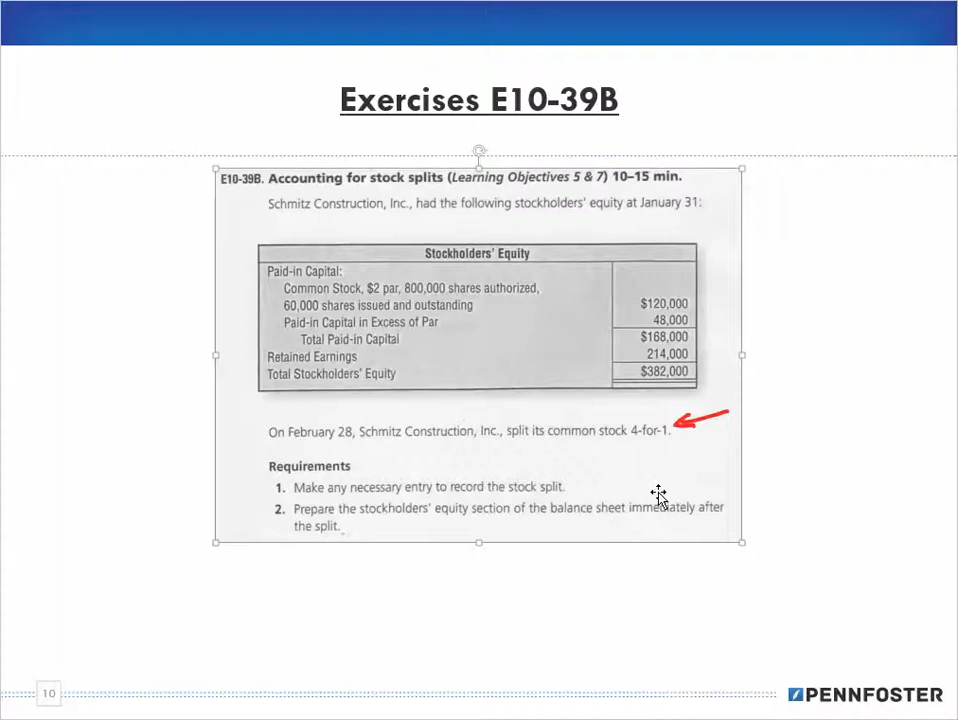 Exercises E10-39B
E10-39B. Accounting for stock splits (Learning Objectives 5 & 7) 10–15 min.
Schmitz Construction, Inc., had the following stockholders' equity at January 31:
Stockholders' Equity
Paid-in Capital:
Common Stock, $2 par, 800,000 shares authorized,
60,000 shares issued and outstanding $120,000
Paid-in Capital in Excess of Par 48,000
Total Paid-in Capital $168,000
Retained Earnings 214,000
Total Stockholders' Equity $382,000
On February 28, Schmitz Construction, Inc., split its common stock 4-for-1.
Requirements
1. Make any necessary entry to record the stock split.
2. Prepare the stockholders' equity section of the balance sheet immediately after
the split.
10
PENNFOSTER